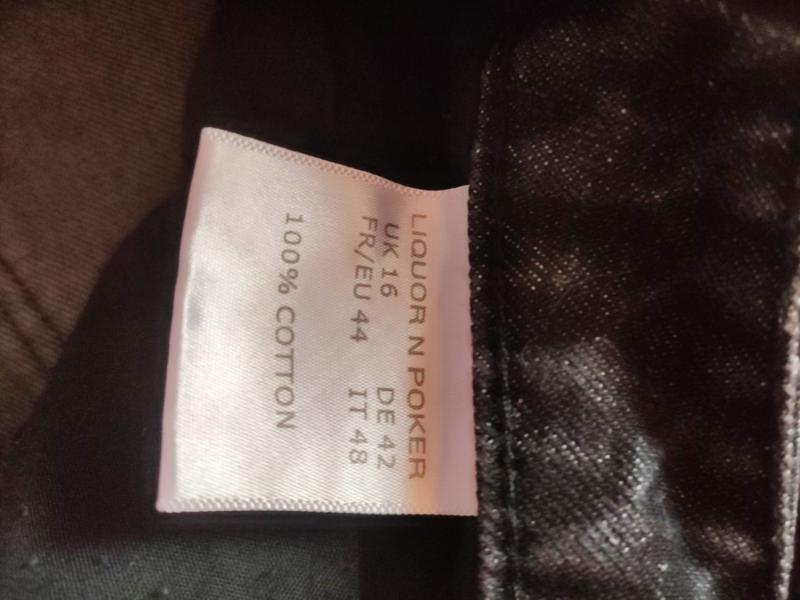 LIQUOR N POKER
UK 16 DE 42
FR/EU 44 IT 48
100% COTTON